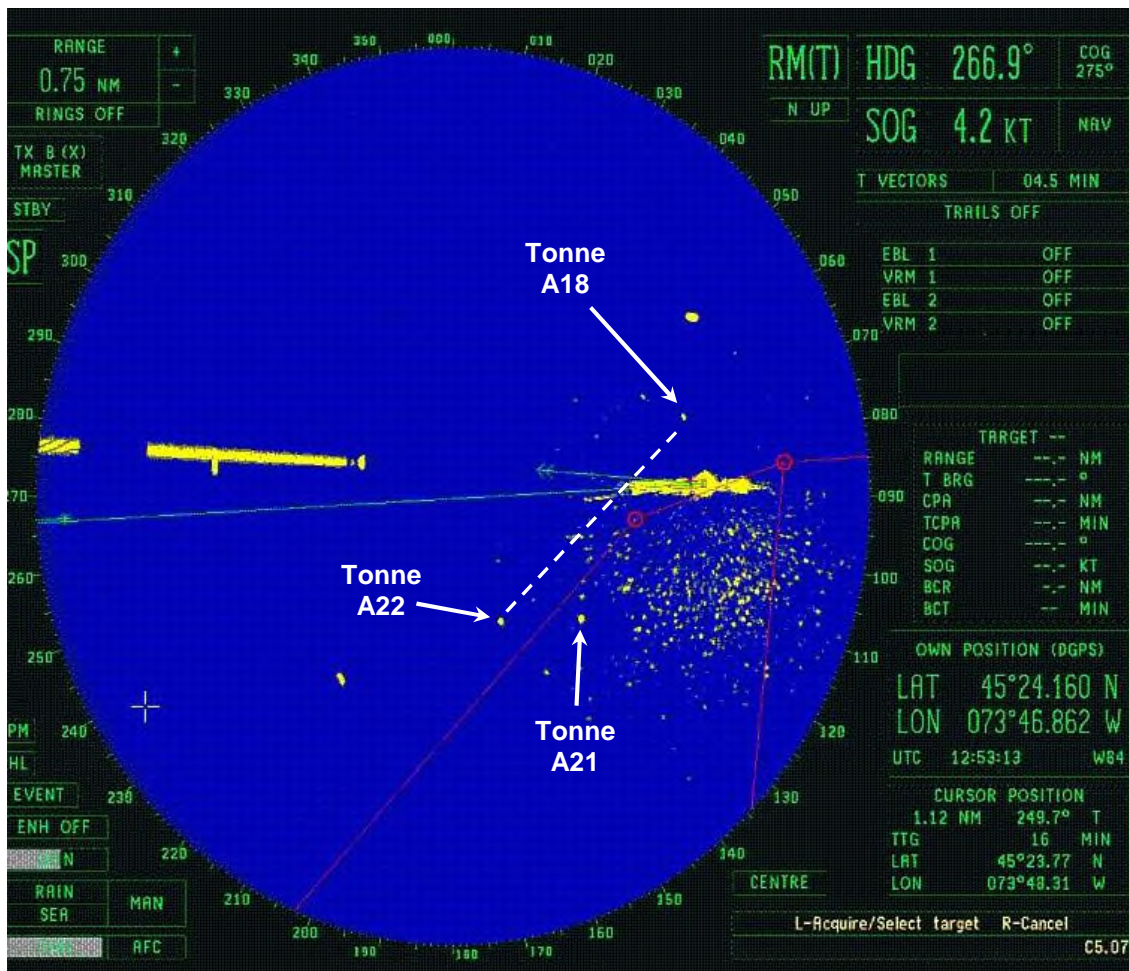 RANGE
0.75 NM
+
-
RINGS OFF
TX B (X)
MASTER
STBY
SP
350
000
010
340
020
330
030
320
040
310
050
300
060
290
070
280
080
270
090
260
100
250
110
240
120
230
130
220
140
210
150
200
160
190
180
170
RM(T)
N UP
HDG 266.9°
COG
275°
SOG 4.2 KT
NAV
T VECTORS 04.5 MIN
TRAILS OFF
EBL 1 OFF
VRM 1 OFF
EBL 2 OFF
VRM 2 OFF
Tonne
A18
Tonne
A22
Tonne
A21
TARGET --
RANGE --.- NM
T BRG ---.- °
CPA --.- NM
TCPA --.- MIN
COG ---.- °
SOG --.- KT
BCR --.- NM
BCT -- MIN
OWN POSITION (DGPS)
LAT 45°24.160 N
LON 073°46.862 W
UTC 12:53:13 W84
CURSOR POSITION
1.12 NM 249.7° T
TTG 16 MIN
LAT 45°23.77 N
LON 073°48.31 W
PM
HL
EVENT
ENH OFF
N
RAIN
SEA
MAN
AFC
CENTRE
L-Acquire/Select target R-Cancel
C5.07